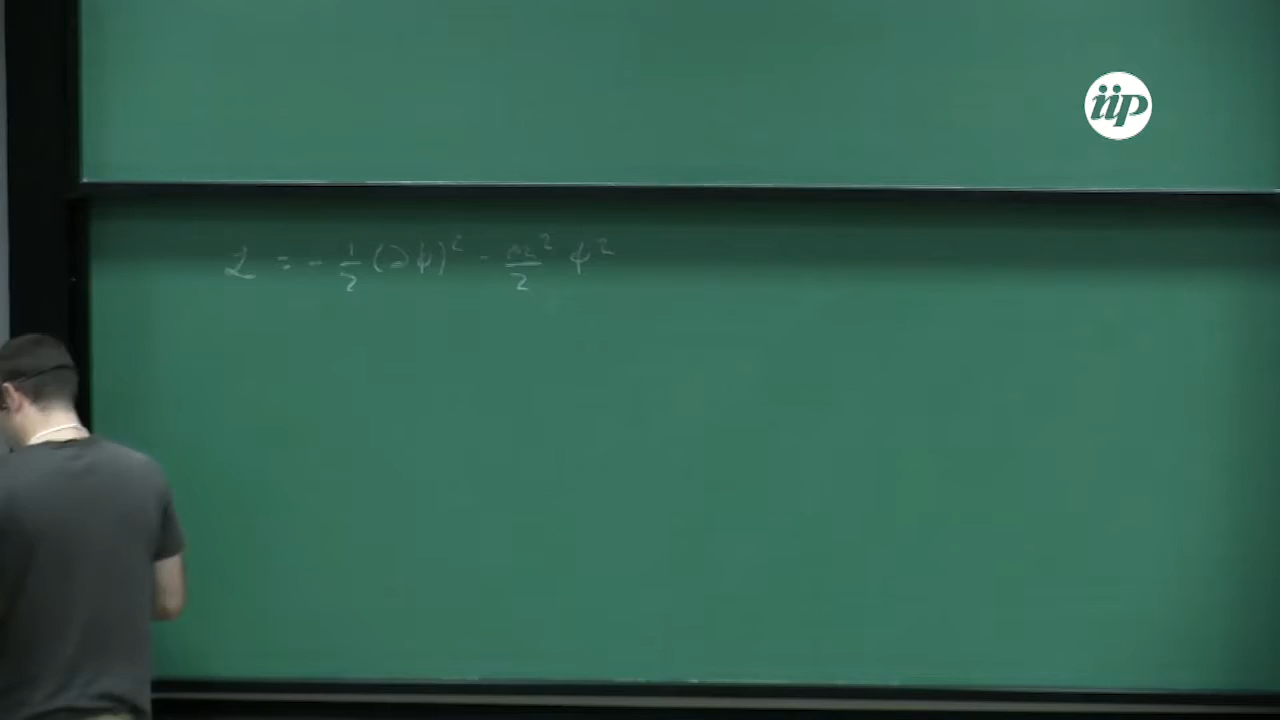 iip
ℒ = - 1/2 (∂ϕ)² - m²/2 ϕ²